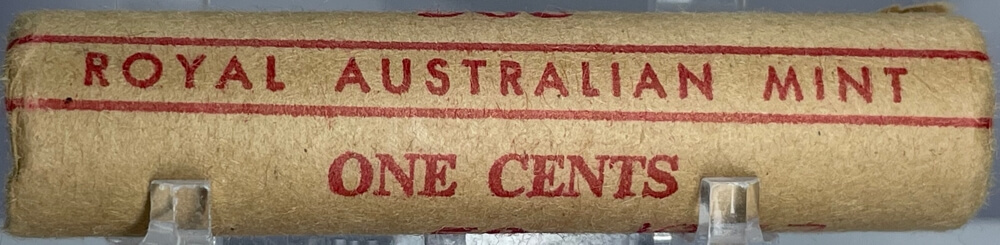 ROYAL AUSTRALIAN MINT
ONE CENTS